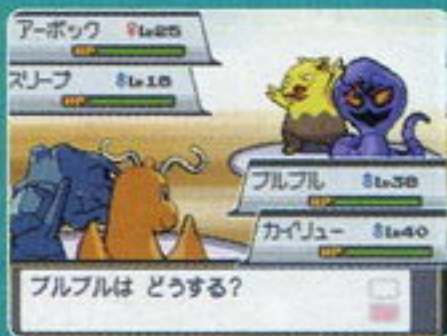 アーボック ♀Lv25
HP
スリープ ♂Lv18
HP
ブルブル ♂Lv38
HP
カイリュー ♂Lv40
HP
ブルブルは どうする?